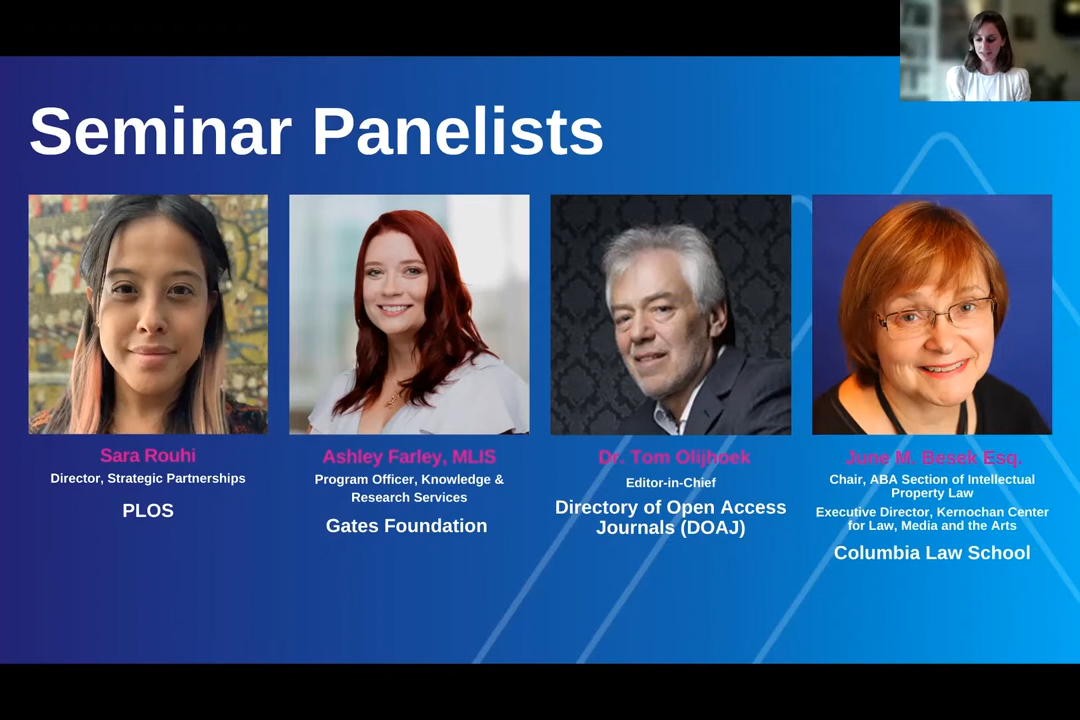 Seminar Panelists
Sara Rouhi
Director, Strategic Partnerships
PLOS
Ashley Farley, MLIS
Program Officer, Knowledge &
Research Services
Gates Foundation
Dr. Tom Olijhoek
Editor-in-Chief
Directory of Open Access
Journals (DOAJ)
June M. Besek Esq.
Chair, ABA Section of Intellectual
Property Law
Executive Director, Kernochan Center
for Law, Media and the Arts
Columbia Law School